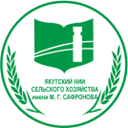 ЯКУТСКИЙ НИИ
СЕЛЬСКОГО ХОЗЯЙСТВА
ИМЕНИ М. Г. САФРОНОВА